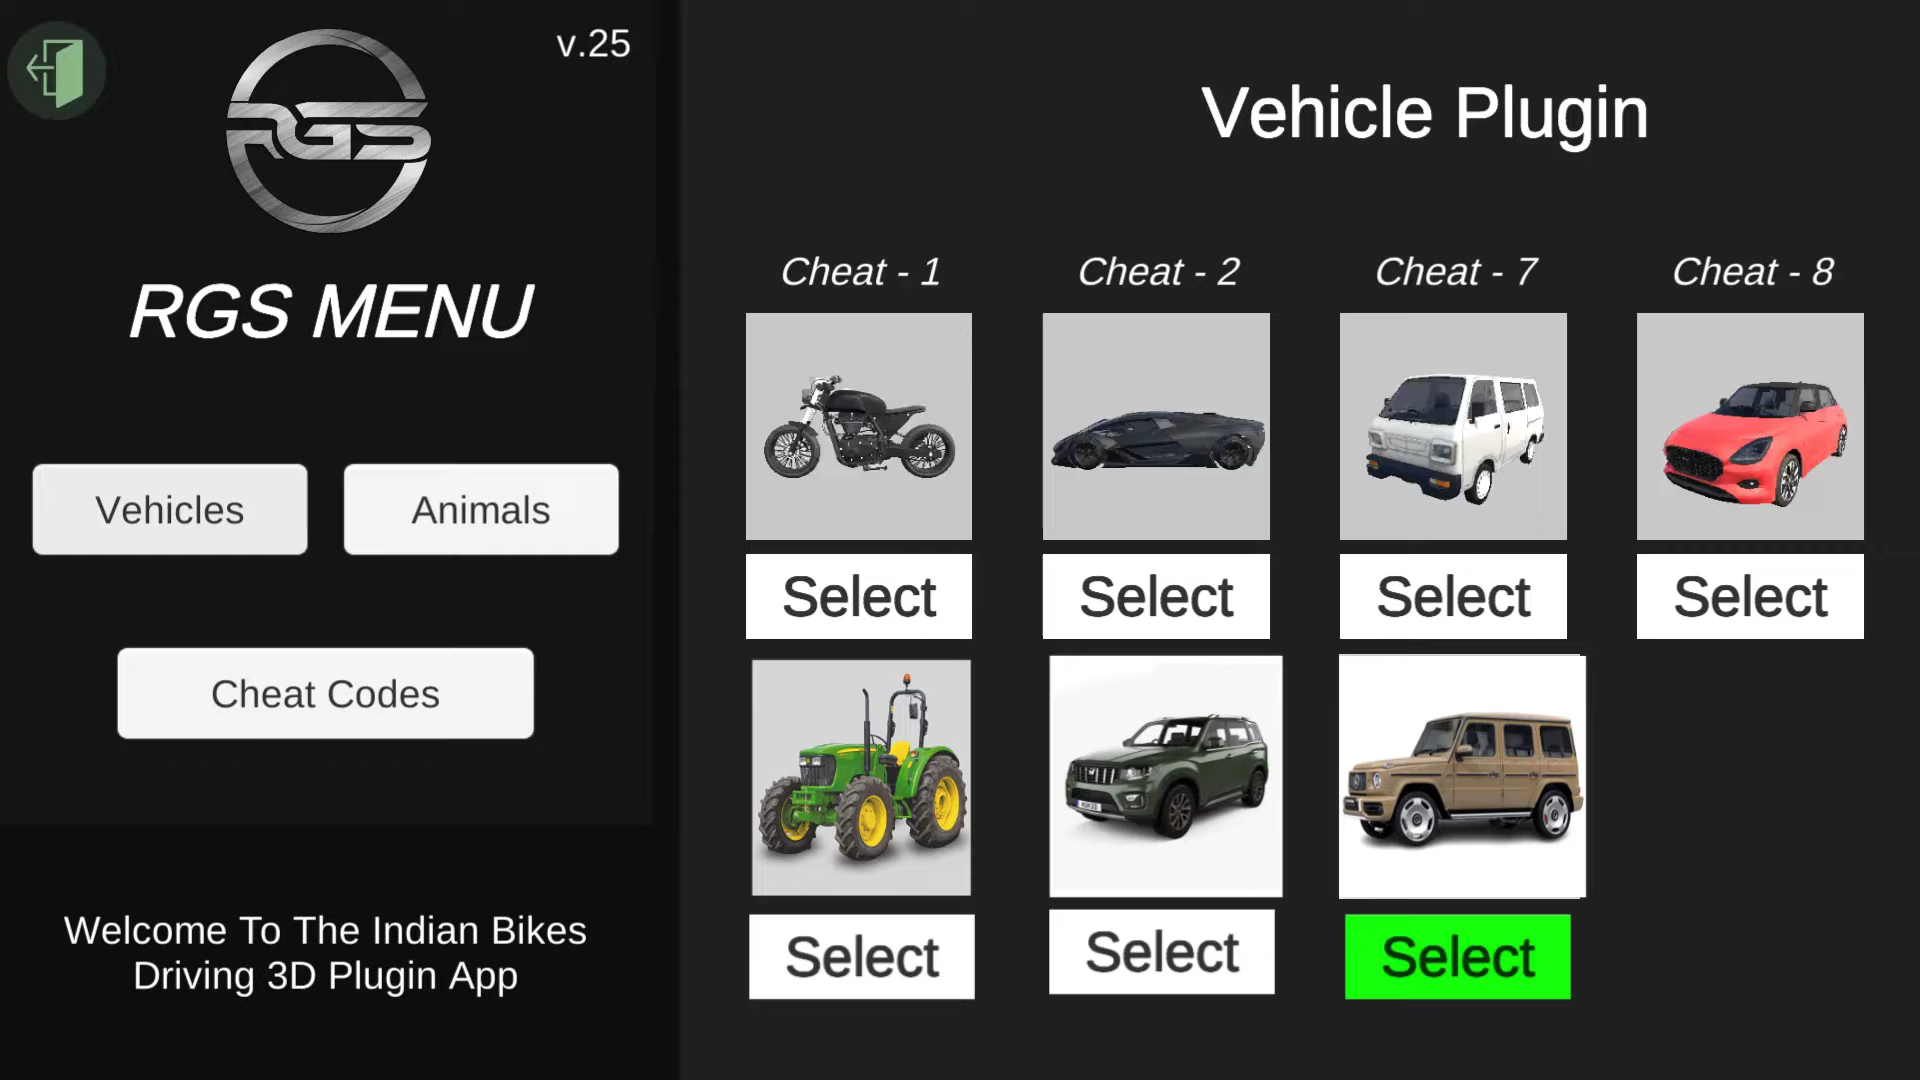 v.25
RGS
RGS MENU
Vehicles
Animals
Cheat Codes
Welcome To The Indian Bikes
Driving 3D Plugin App
Vehicle Plugin
Cheat - 1
Cheat - 2
Cheat - 7
Cheat - 8
Select
Select
Select
Select
Select
Select
Select